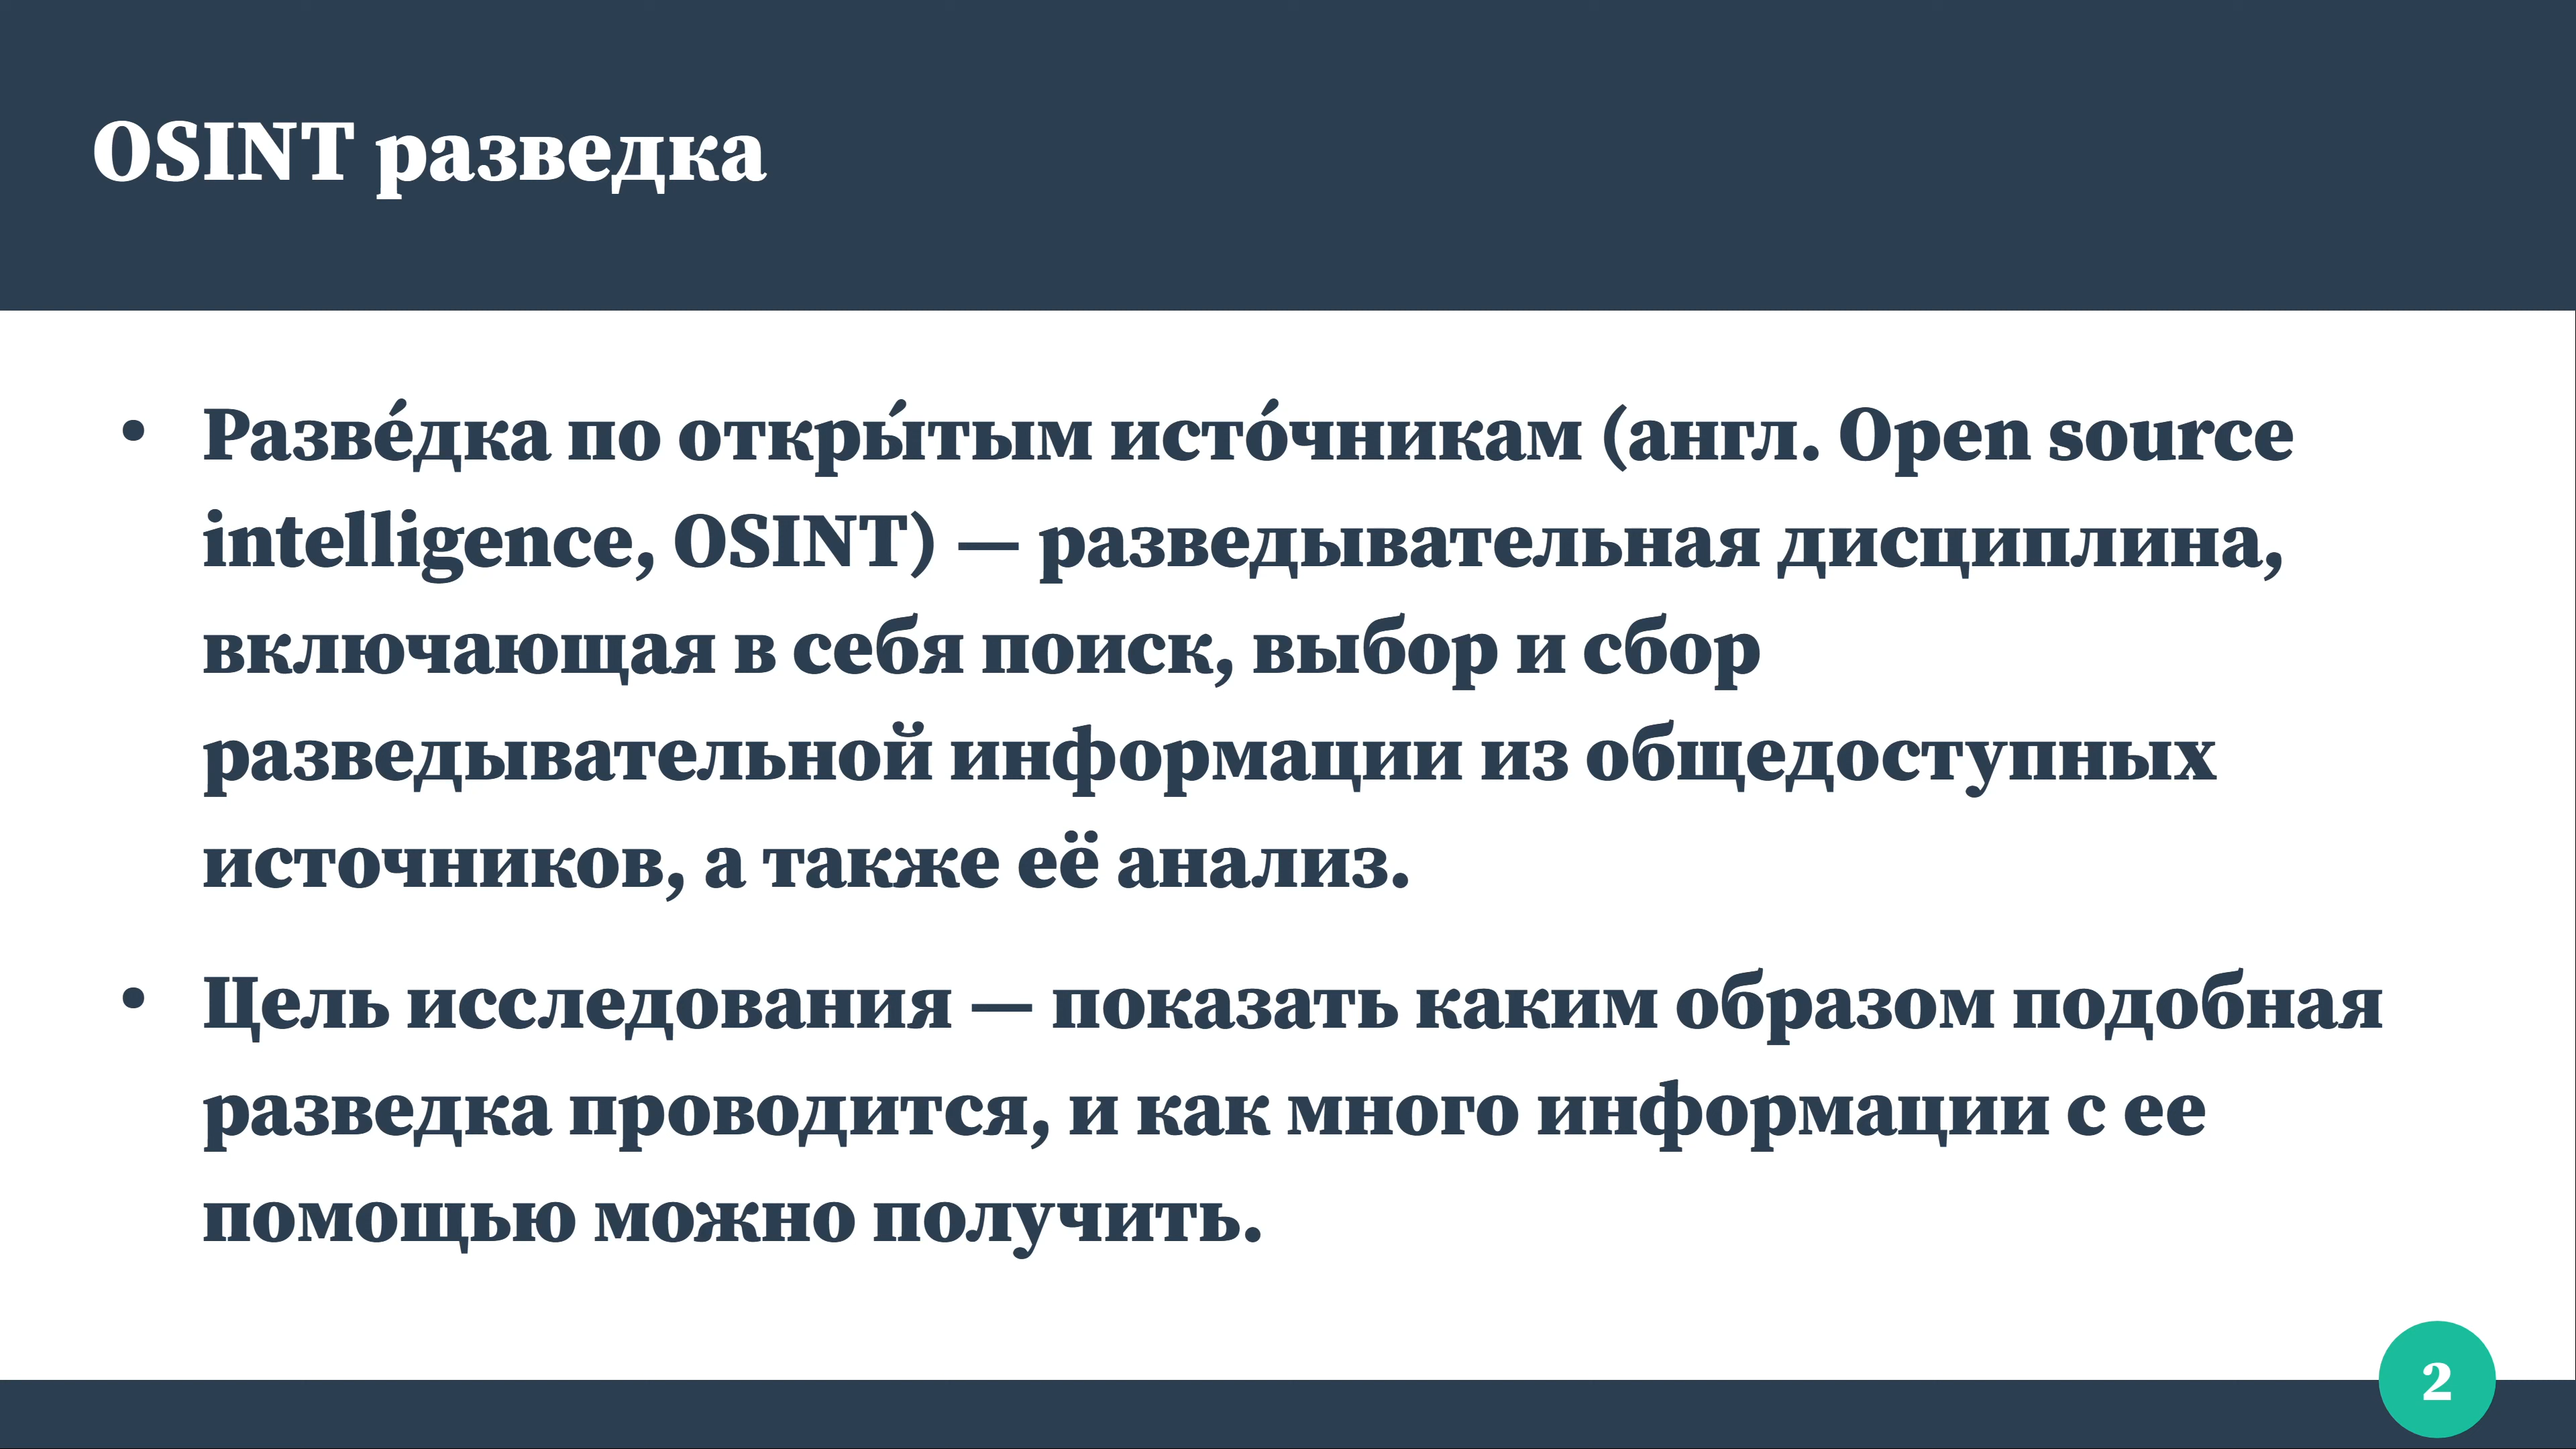 OSINT разведка
• Разве́дка по откры́тым исто́чникам (англ. Open source
intelligence, OSINT) — разведывательная дисциплина,
включающая в себя поиск, выбор и сбор
разведывательной информации из общедоступных
источников, а также её анализ.
• Цель исследования — показать каким образом подобная
разведка проводится, и как много информации с ее
помощью можно получить.
2